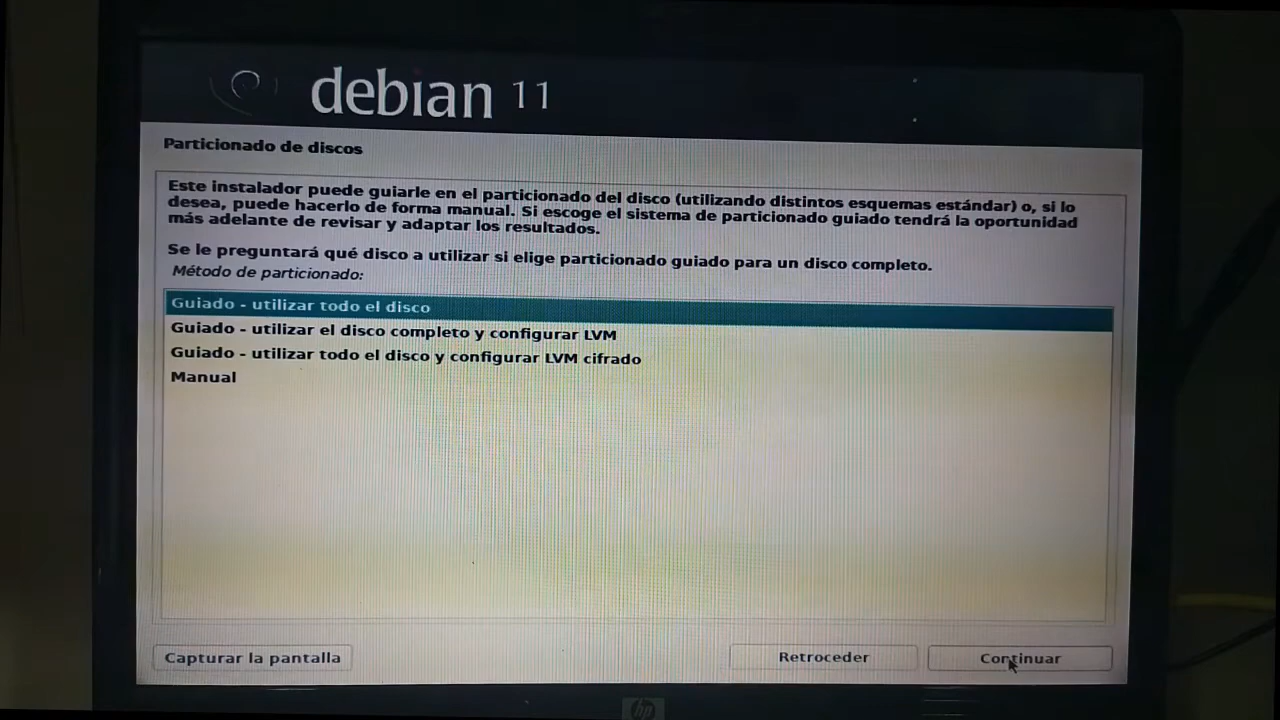 debian 11
Particionado de discos
Este instalador puede guiarle en el particionado del disco (utilizando distintos esquemas estándar) o, si lo
desea, puede hacerlo de forma manual. Si escoge el sistema de particionado guiado tendrá la oportunidad
más adelante de revisar y adaptar los resultados.
Se le preguntará qué disco a utilizar si elige particionado guiado para un disco completo.
Método de particionado:
Guiado - utilizar todo el disco
Guiado - utilizar el disco completo y configurar LVM
Guiado - utilizar todo el disco y configurar LVM cifrado
Manual
Capturar la pantalla
Retroceder
Continuar
hp